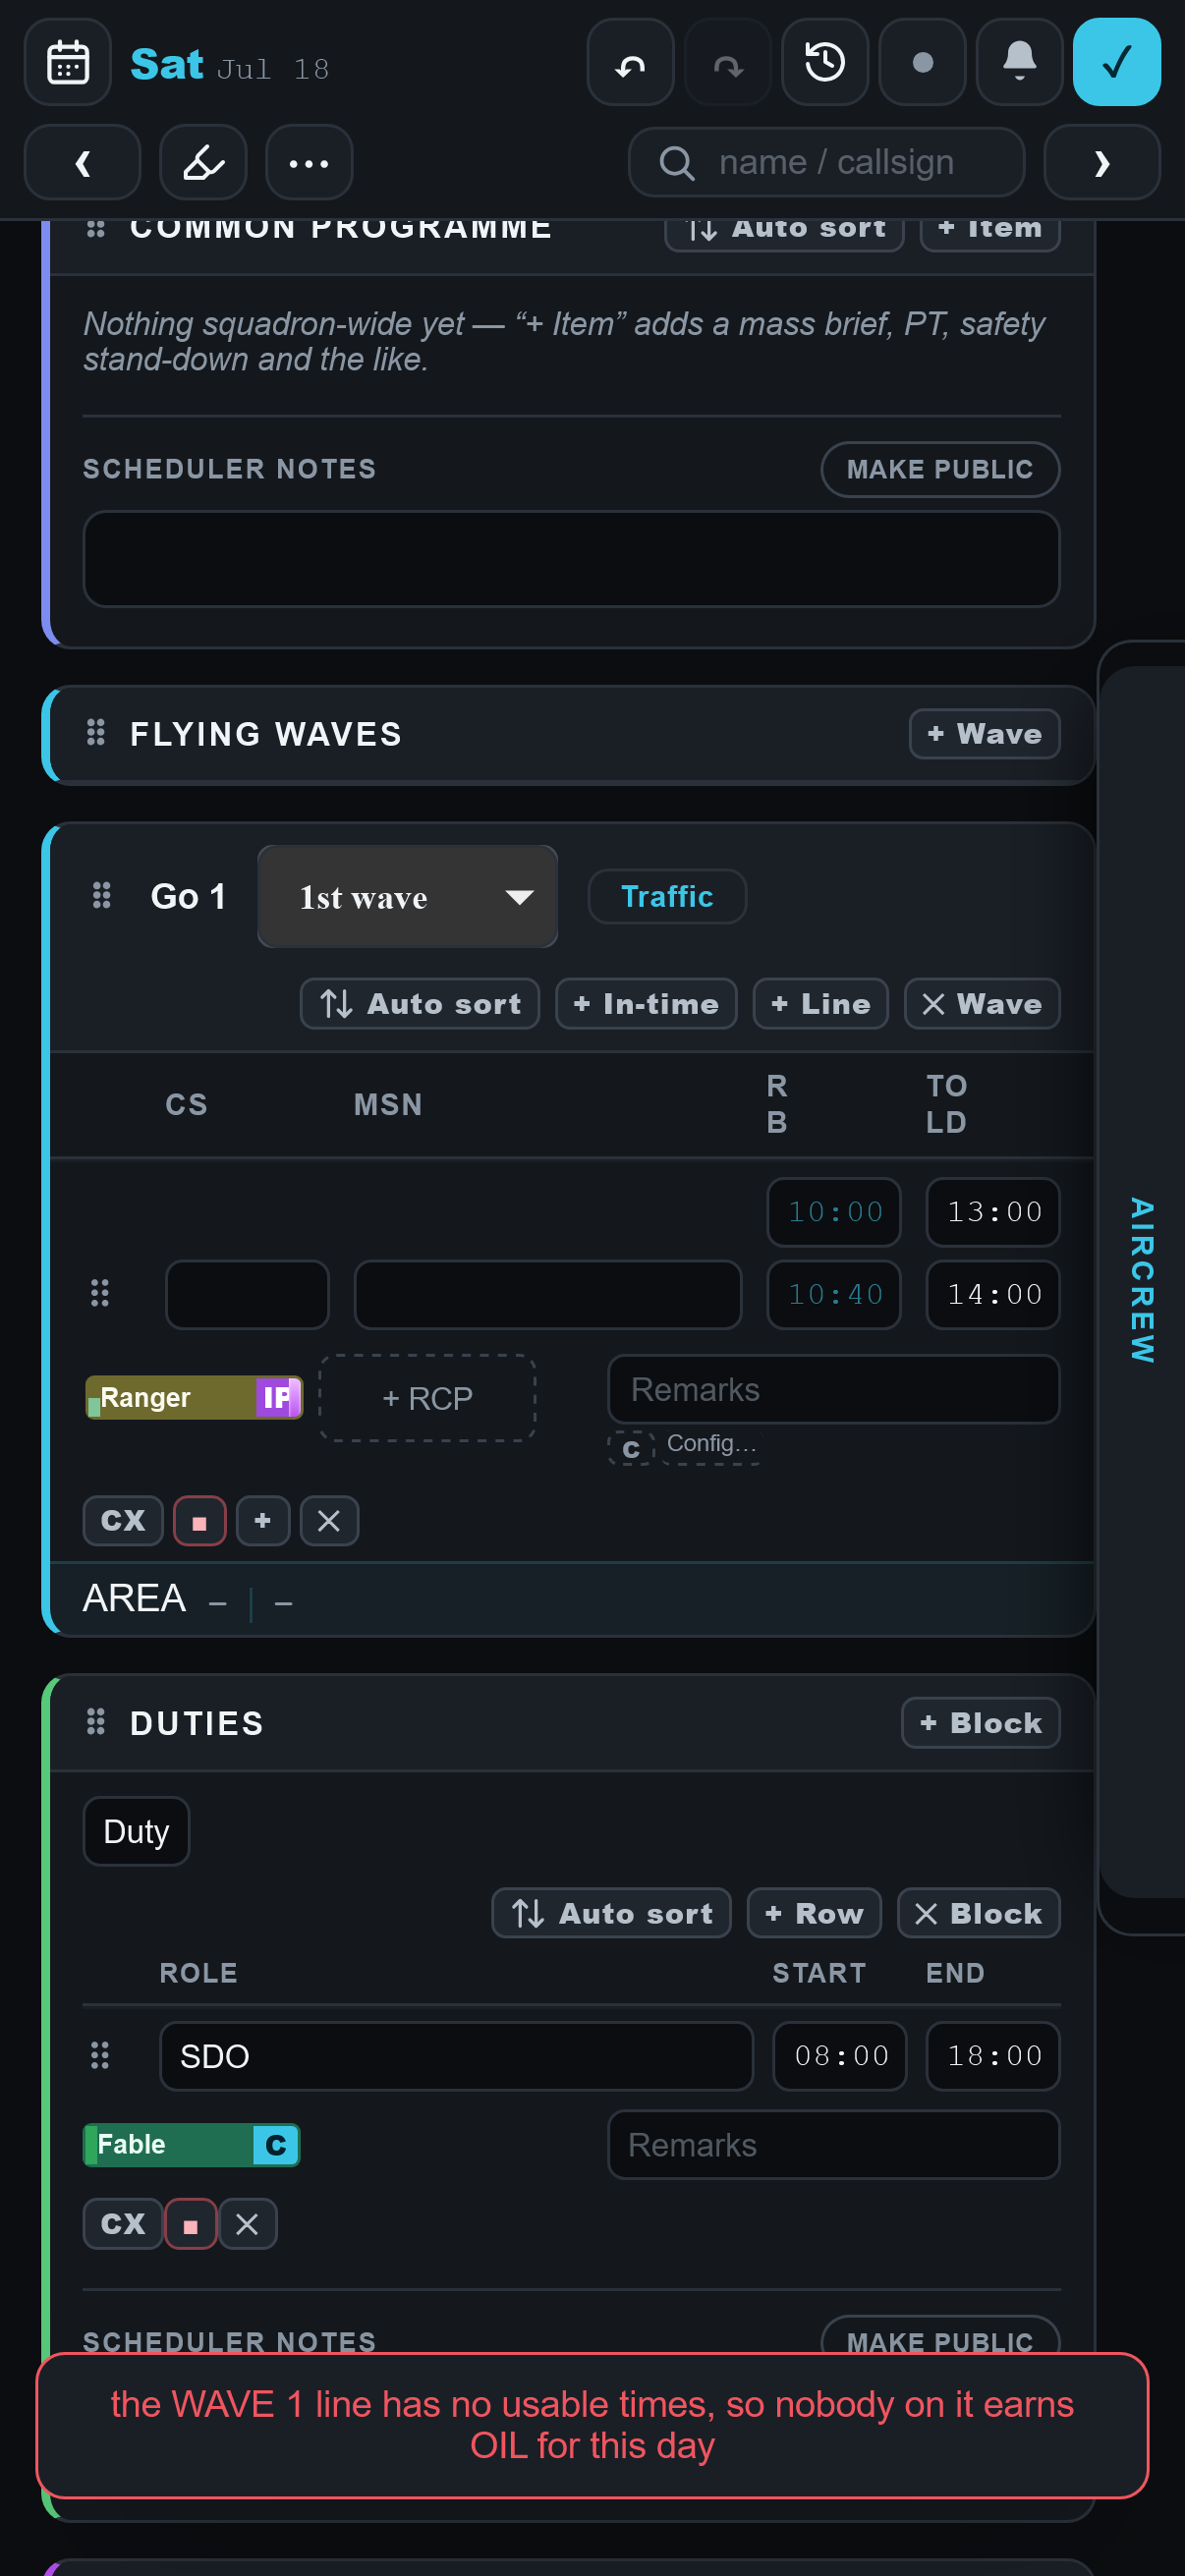 Sat Jul 18
name / callsign
COMMON PROGRAMME
Auto sort
+ Item
Nothing squadron-wide yet — “+ Item” adds a mass brief, PT, safety
stand-down and the like.
SCHEDULER NOTES
MAKE PUBLIC
FLYING WAVES
+ Wave
Go 1
1st wave
Traffic
Auto sort
+ In-time
+ Line
× Wave
CS
MSN
R
B
TO
LD
10:00
13:00
10:40
14:00
Ranger
IP
+ RCP
Remarks
C
Config...
CX
+
×
AREA – | –
AIRCREW
DUTIES
+ Block
Duty
Auto sort
+ Row
× Block
ROLE
START
END
SDO
08:00
18:00
Fable
C
Remarks
CX
×
SCHEDULER NOTES
MAKE PUBLIC
the WAVE 1 line has no usable times, so nobody on it earns
OIL for this day